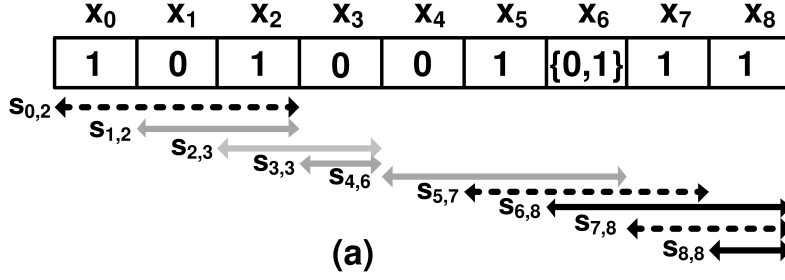 x0 x1 x2 x3 x4 x5 x6 x7 x8
1 0 1 0 0 1 {0,1} 1 1
s0,2
s1,2
s2,3
s3,3
s4,6
s5,7
s6,8
s7,8
s8,8
(a)